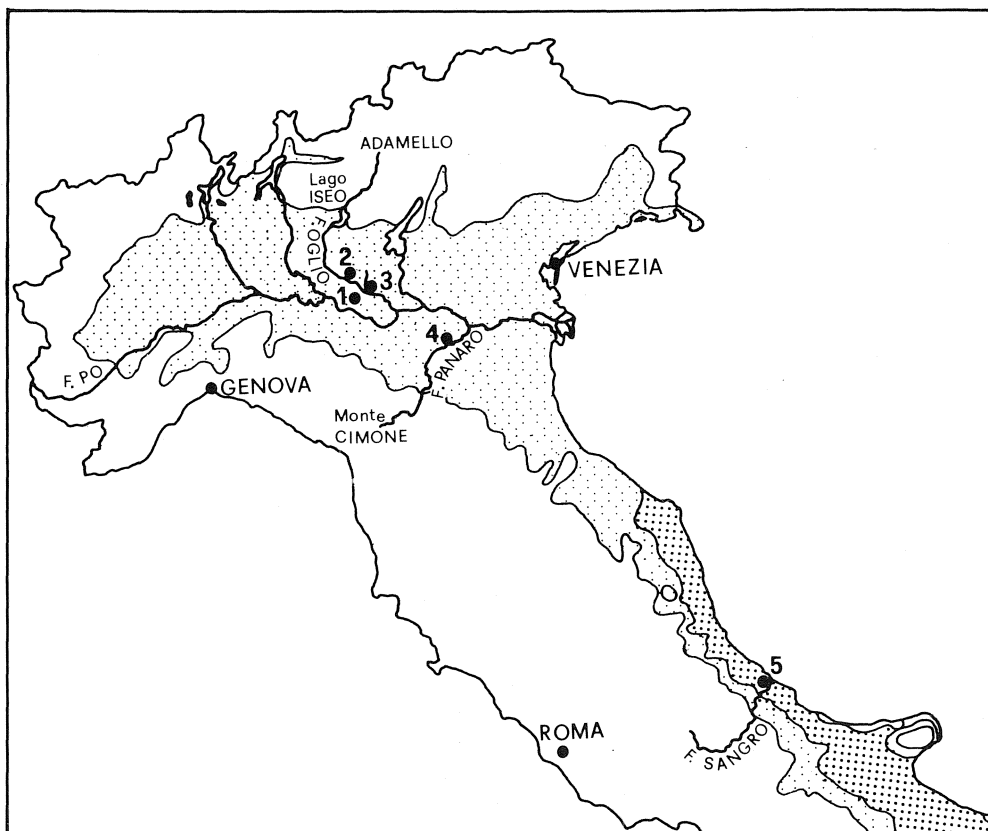 ADAMELLO
Lago
ISEO
F. OGLIO
2
3
1
VENEZIA
4
F. PANARO
F. PO
GENOVA
Monte
CIMONE
5
ROMA
F. SANGRO